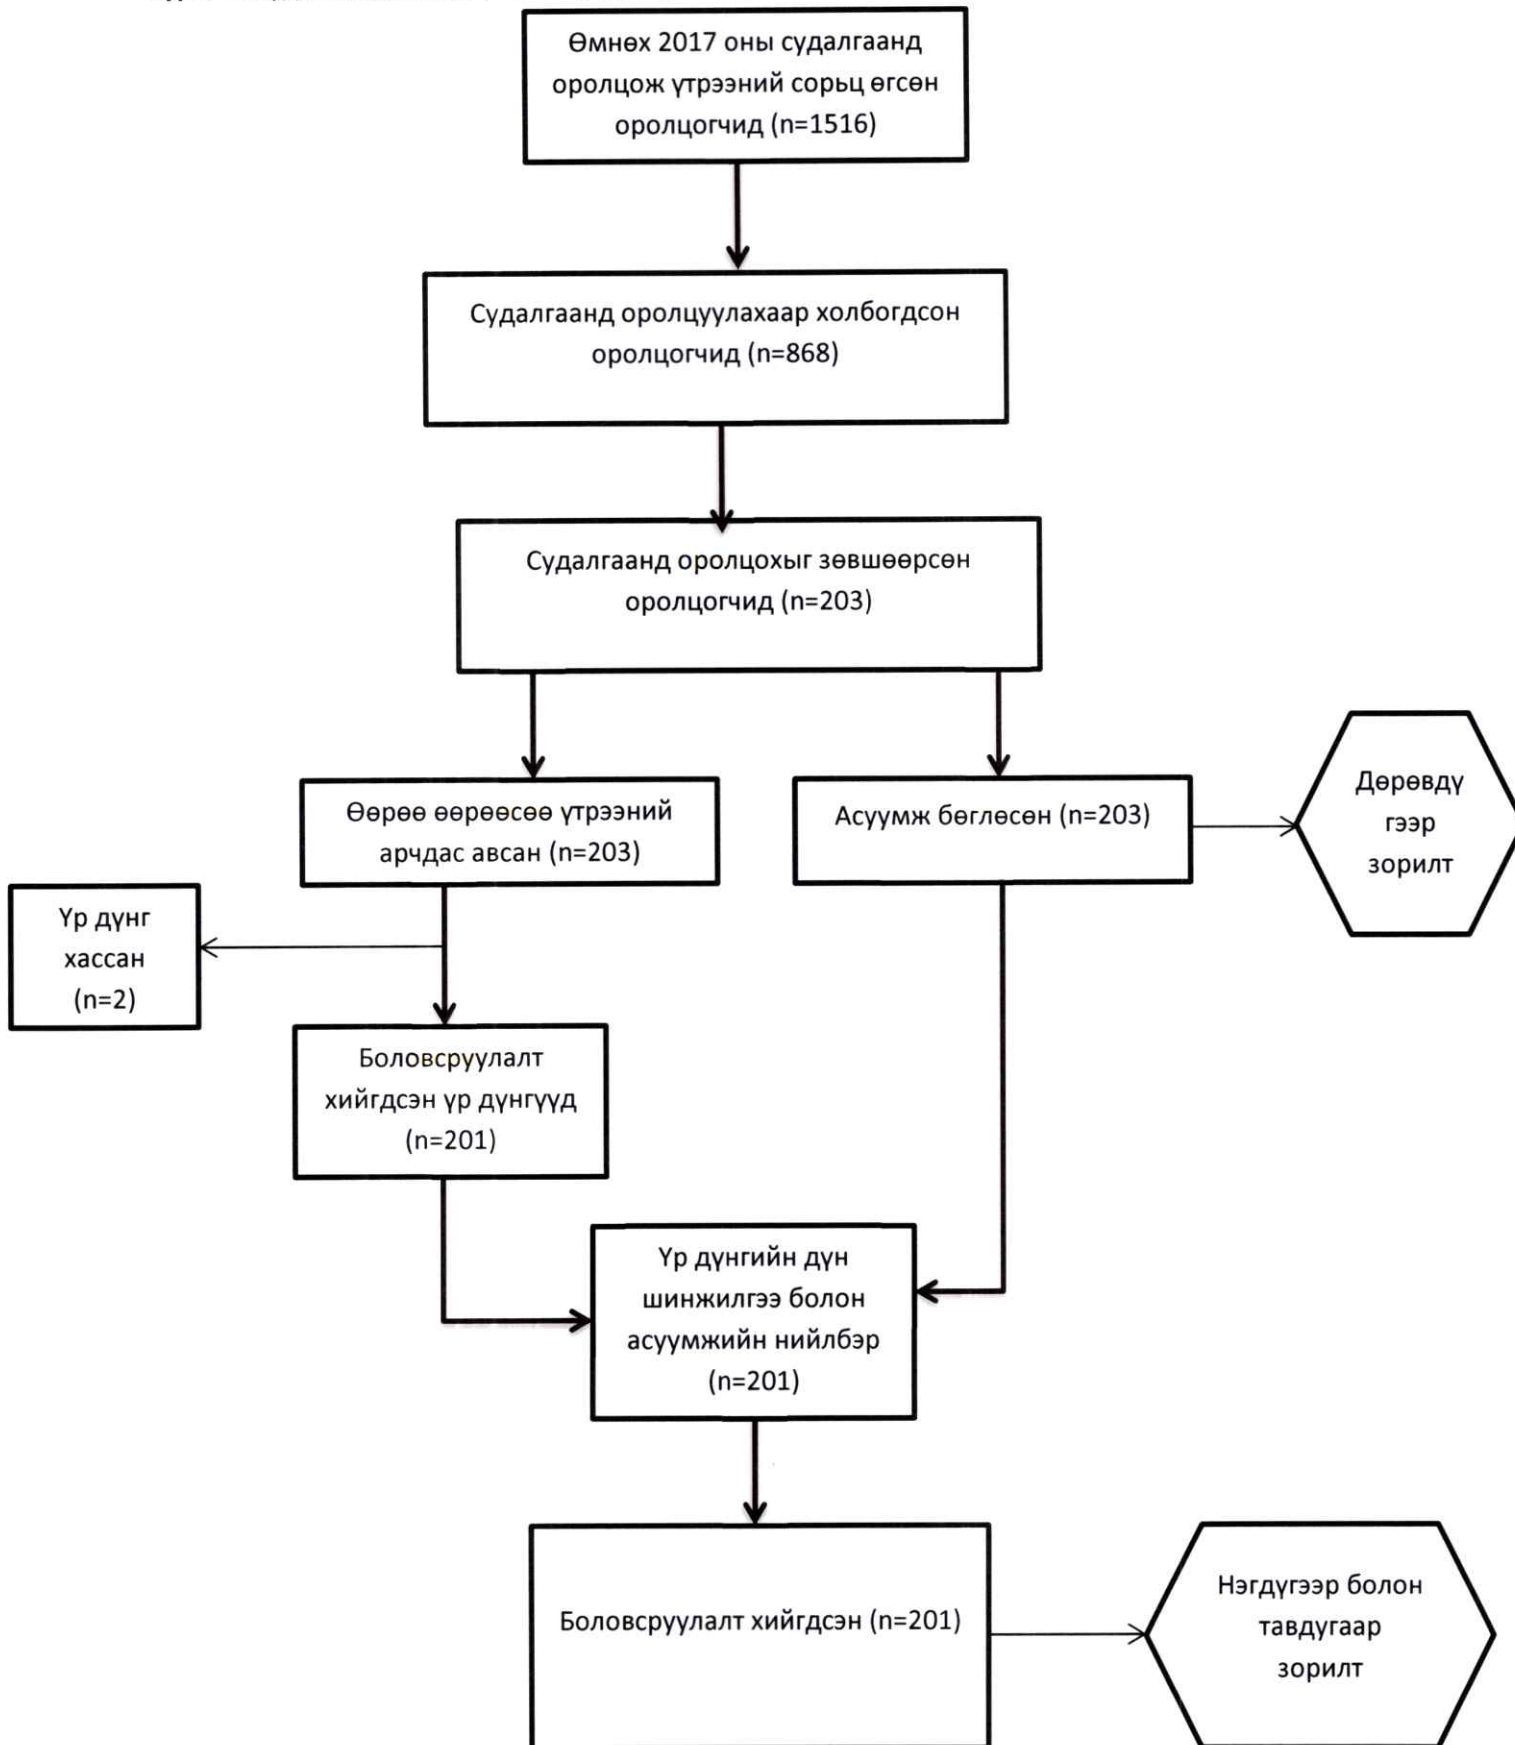 Өмнөх 2017 оны судалгаанд
оролцож үтрээний сорьц өгсөн
оролцогчид (n=1516)
Судалгаанд оролцуулахаар холбогдсон
оролцогчид (n=868)
Судалгаанд оролцохыг зөвшөөрсөн
оролцогчид (n=203)
Өөрөө өөрөөсөө үтрээний
арчдас авсан (n=203)
Асуумж бөглөсөн (n=203)
Дөрөвдү
гээр
зорилт
Үр дүнг
хассан
(n=2)
Боловсруулалт
хийгдсэн үр дүнгүүд
(n=201)
Үр дүнгийн дүн
шинжилгээ болон
асуумжийн нийлбэр
(n=201)
Боловсруулалт хийгдсэн (n=201)
Нэгдүгээр болон
тавдугаар
зорилт